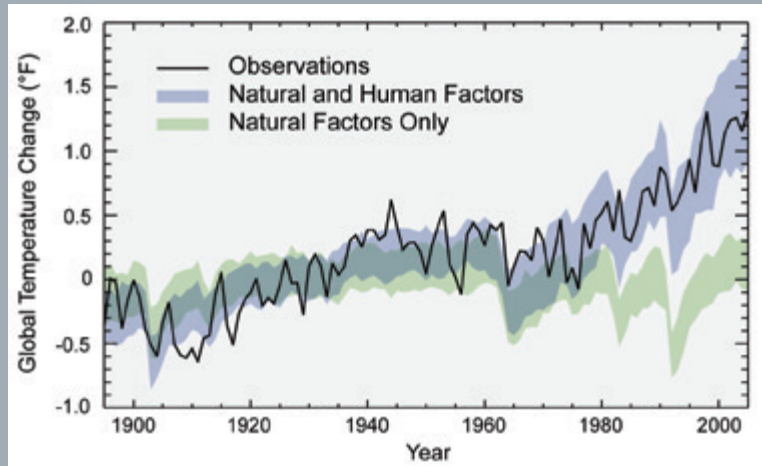 2.0
1.5
1.0
0.5
0
-0.5
-1.0
Global Temperature Change (°F)
Observations
Natural and Human Factors
Natural Factors Only
1900 1920 1940 1960 1980 2000
Year